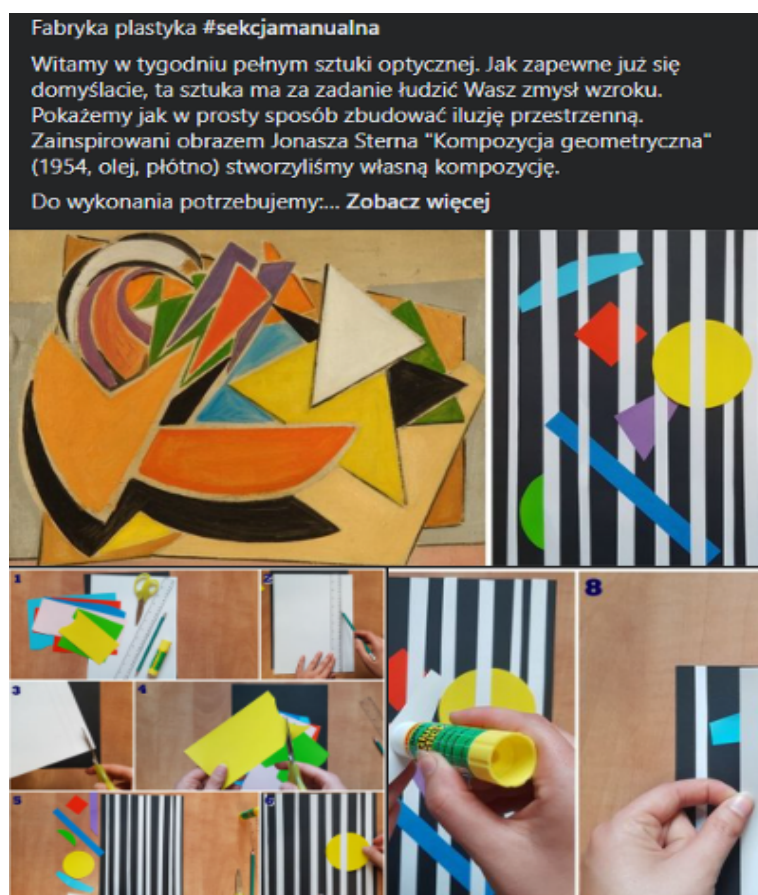 Fabryka plastyka #sekcjamanualna
Witamy w tygodniu pełnym sztuki optycznej. Jak zapewne już się
domyślacie, ta sztuka ma za zadanie łudzić Wasz zmysł wzroku.
Pokażemy jak w prosty sposób zbudować iluzję przestrzenną.
Zainspirowani obrazem Jonasza Sterna "Kompozycja geometryczna"
(1954, olej, płótno) stworzyliśmy własną kompozycję.
Do wykonania potrzebujemy:... Zobacz więcej
1
2
3
4
5
6
8